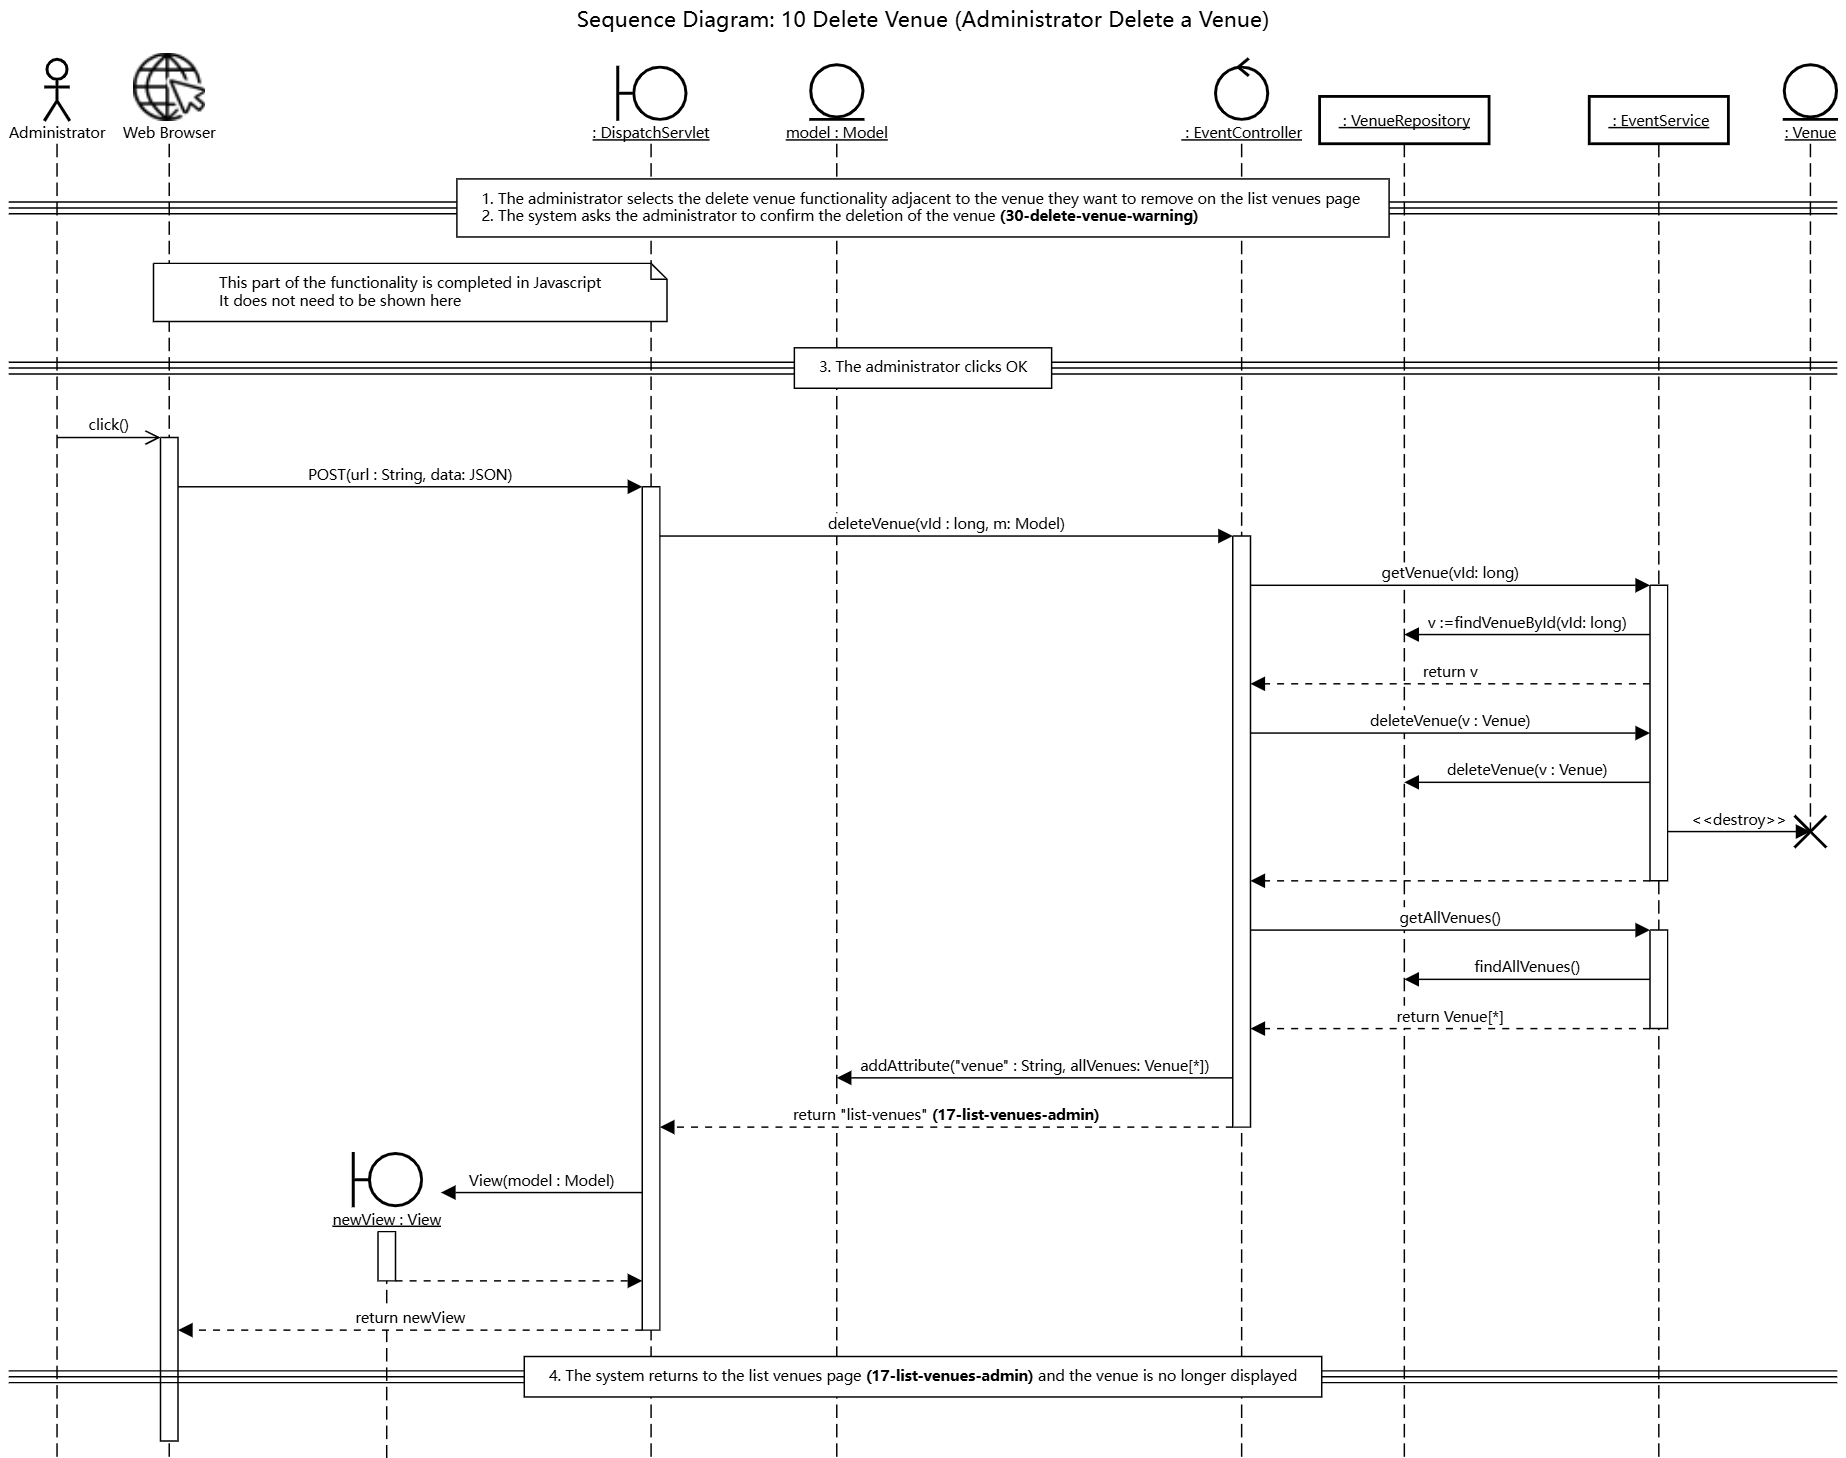 Sequence Diagram: 10 Delete Venue (Administrator Delete a Venue)
Administrator
Web Browser
: DispatchServlet
model : Model
: EventController
: VenueRepository
: EventService
: Venue
1. The administrator selects the delete venue functionality adjacent to the venue they want to remove on the list venues page
2. The system asks the administrator to confirm the deletion of the venue (30-delete-venue-warning)
This part of the functionality is completed in Javascript
It does not need to be shown here
3. The administrator clicks OK
click()
POST(url : String, data: JSON)
deleteVenue(vId : long, m: Model)
getVenue(vId: long)
v :=findVenueById(vId: long)
return v
deleteVenue(v : Venue)
deleteVenue(v : Venue)
<<destroy>>
getAllVenues()
findAllVenues()
return Venue[*]
addAttribute("venue" : String, allVenues: Venue[*])
return "list-venues" (17-list-venues-admin)
View(model : Model)
newView : View
return newView
4. The system returns to the list venues page (17-list-venues-admin) and the venue is no longer displayed